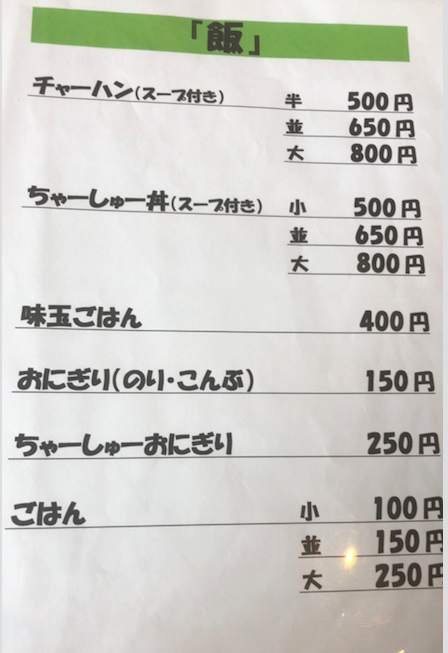 「飯」
チャーハン(スープ付き) 半 500円
並 650円
大 800円
ちゃーしゅー丼(スープ付き) 小 500円
並 650円
大 800円
味玉ごはん 400円
おにぎり(のり・こんぶ) 150円
ちゃーしゅーおにぎり 250円
ごはん 小 100円
並 150円
大 250円